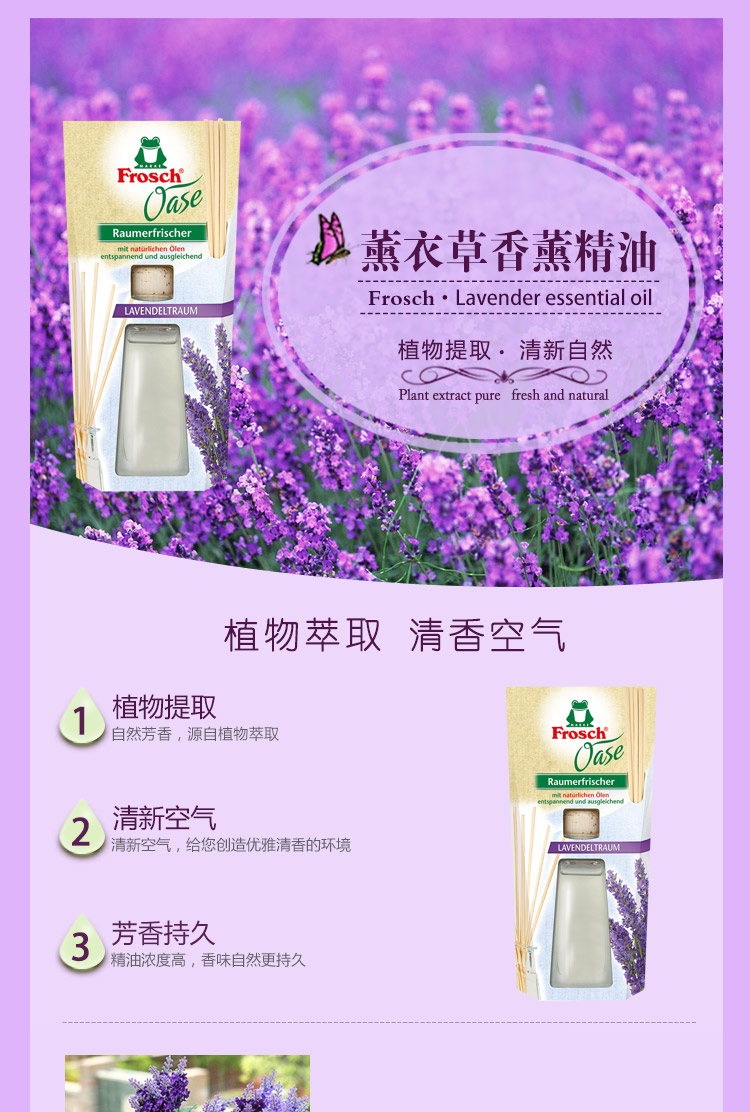 MARKE
Frosch®
Oase
Raumerfrischer
mit natürlichen Ölen
entspannend und ausgleichend
LAVENDELTRAUM
薰衣草香薰精油
Frosch · Lavender essential oil
植物提取 · 清新自然
Plant extract pure fresh and natural
植物萃取 清香空气
1 植物提取
自然芳香，源自植物萃取
2 清新空气
清新空气，给您创造优雅清香的环境
3 芳香持久
精油浓度高，香味自然更持久
MARKE
Frosch®
Oase
Raumerfrischer
mit natürlichen Ölen
entspannend und ausgleichend
LAVENDELTRAUM